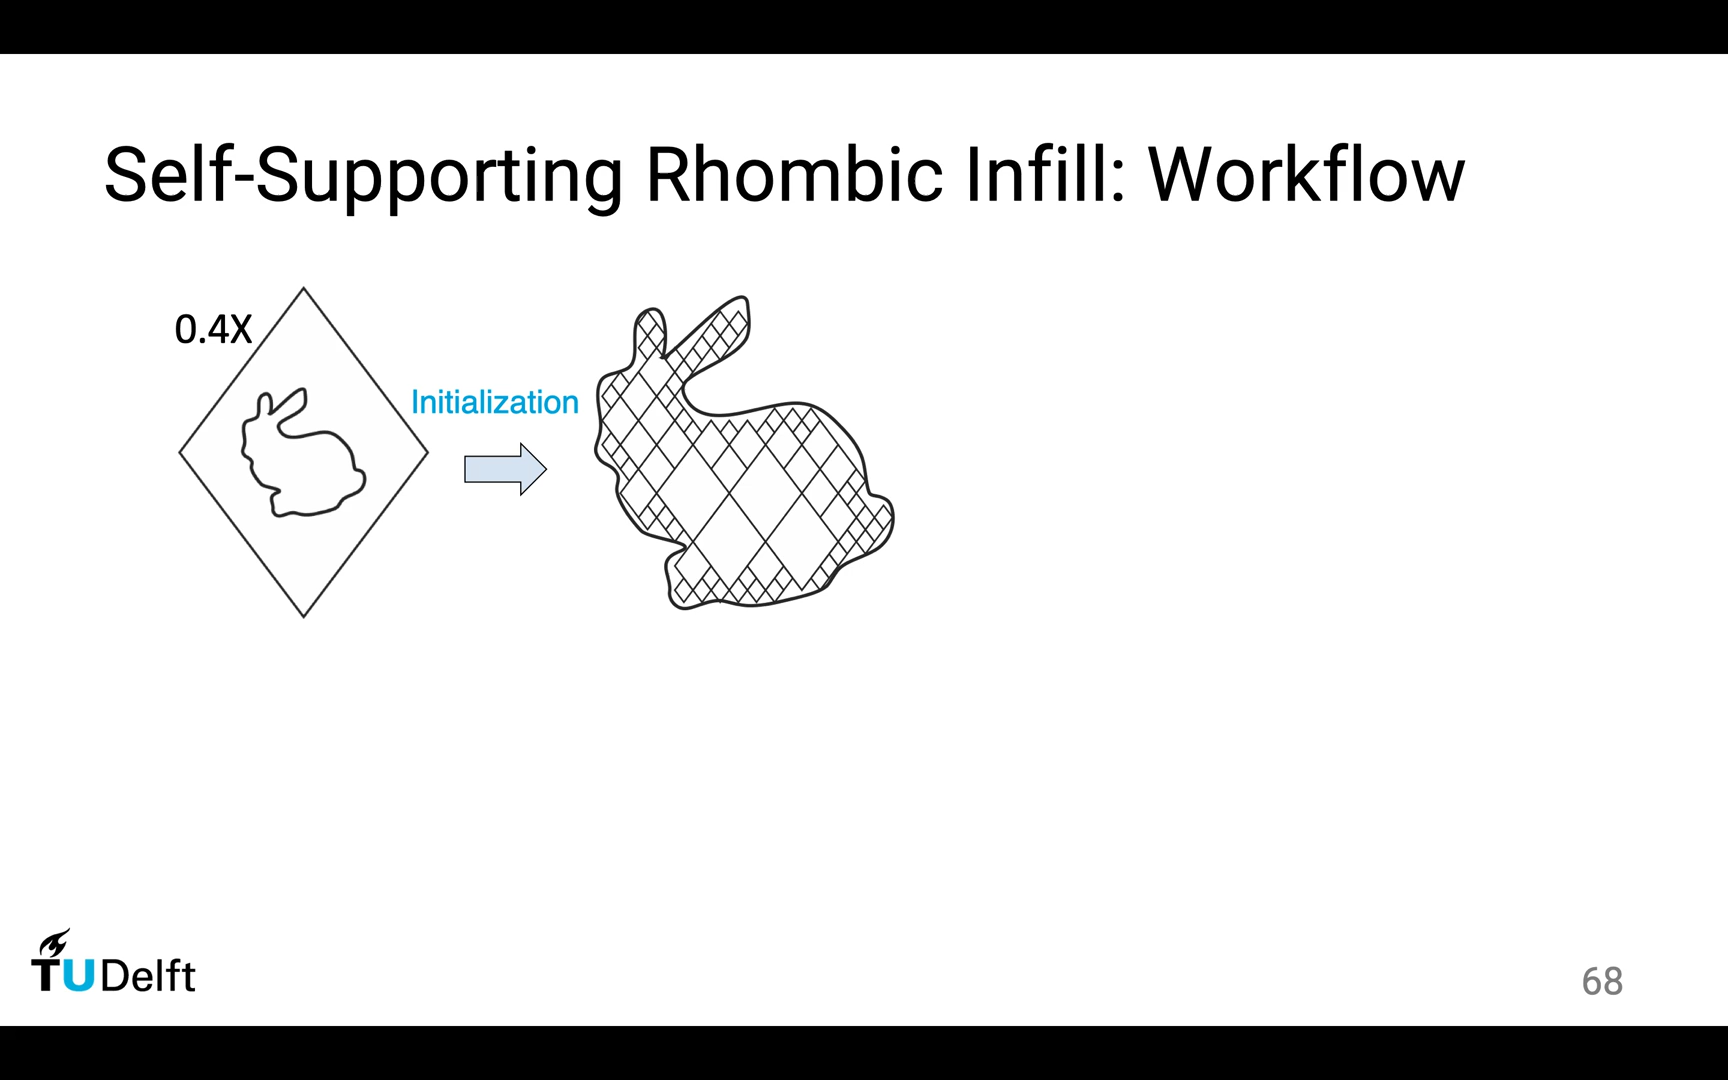 Self-Supporting Rhombic Infill: Workflow
0.4X
Initialization
TUDelft
68